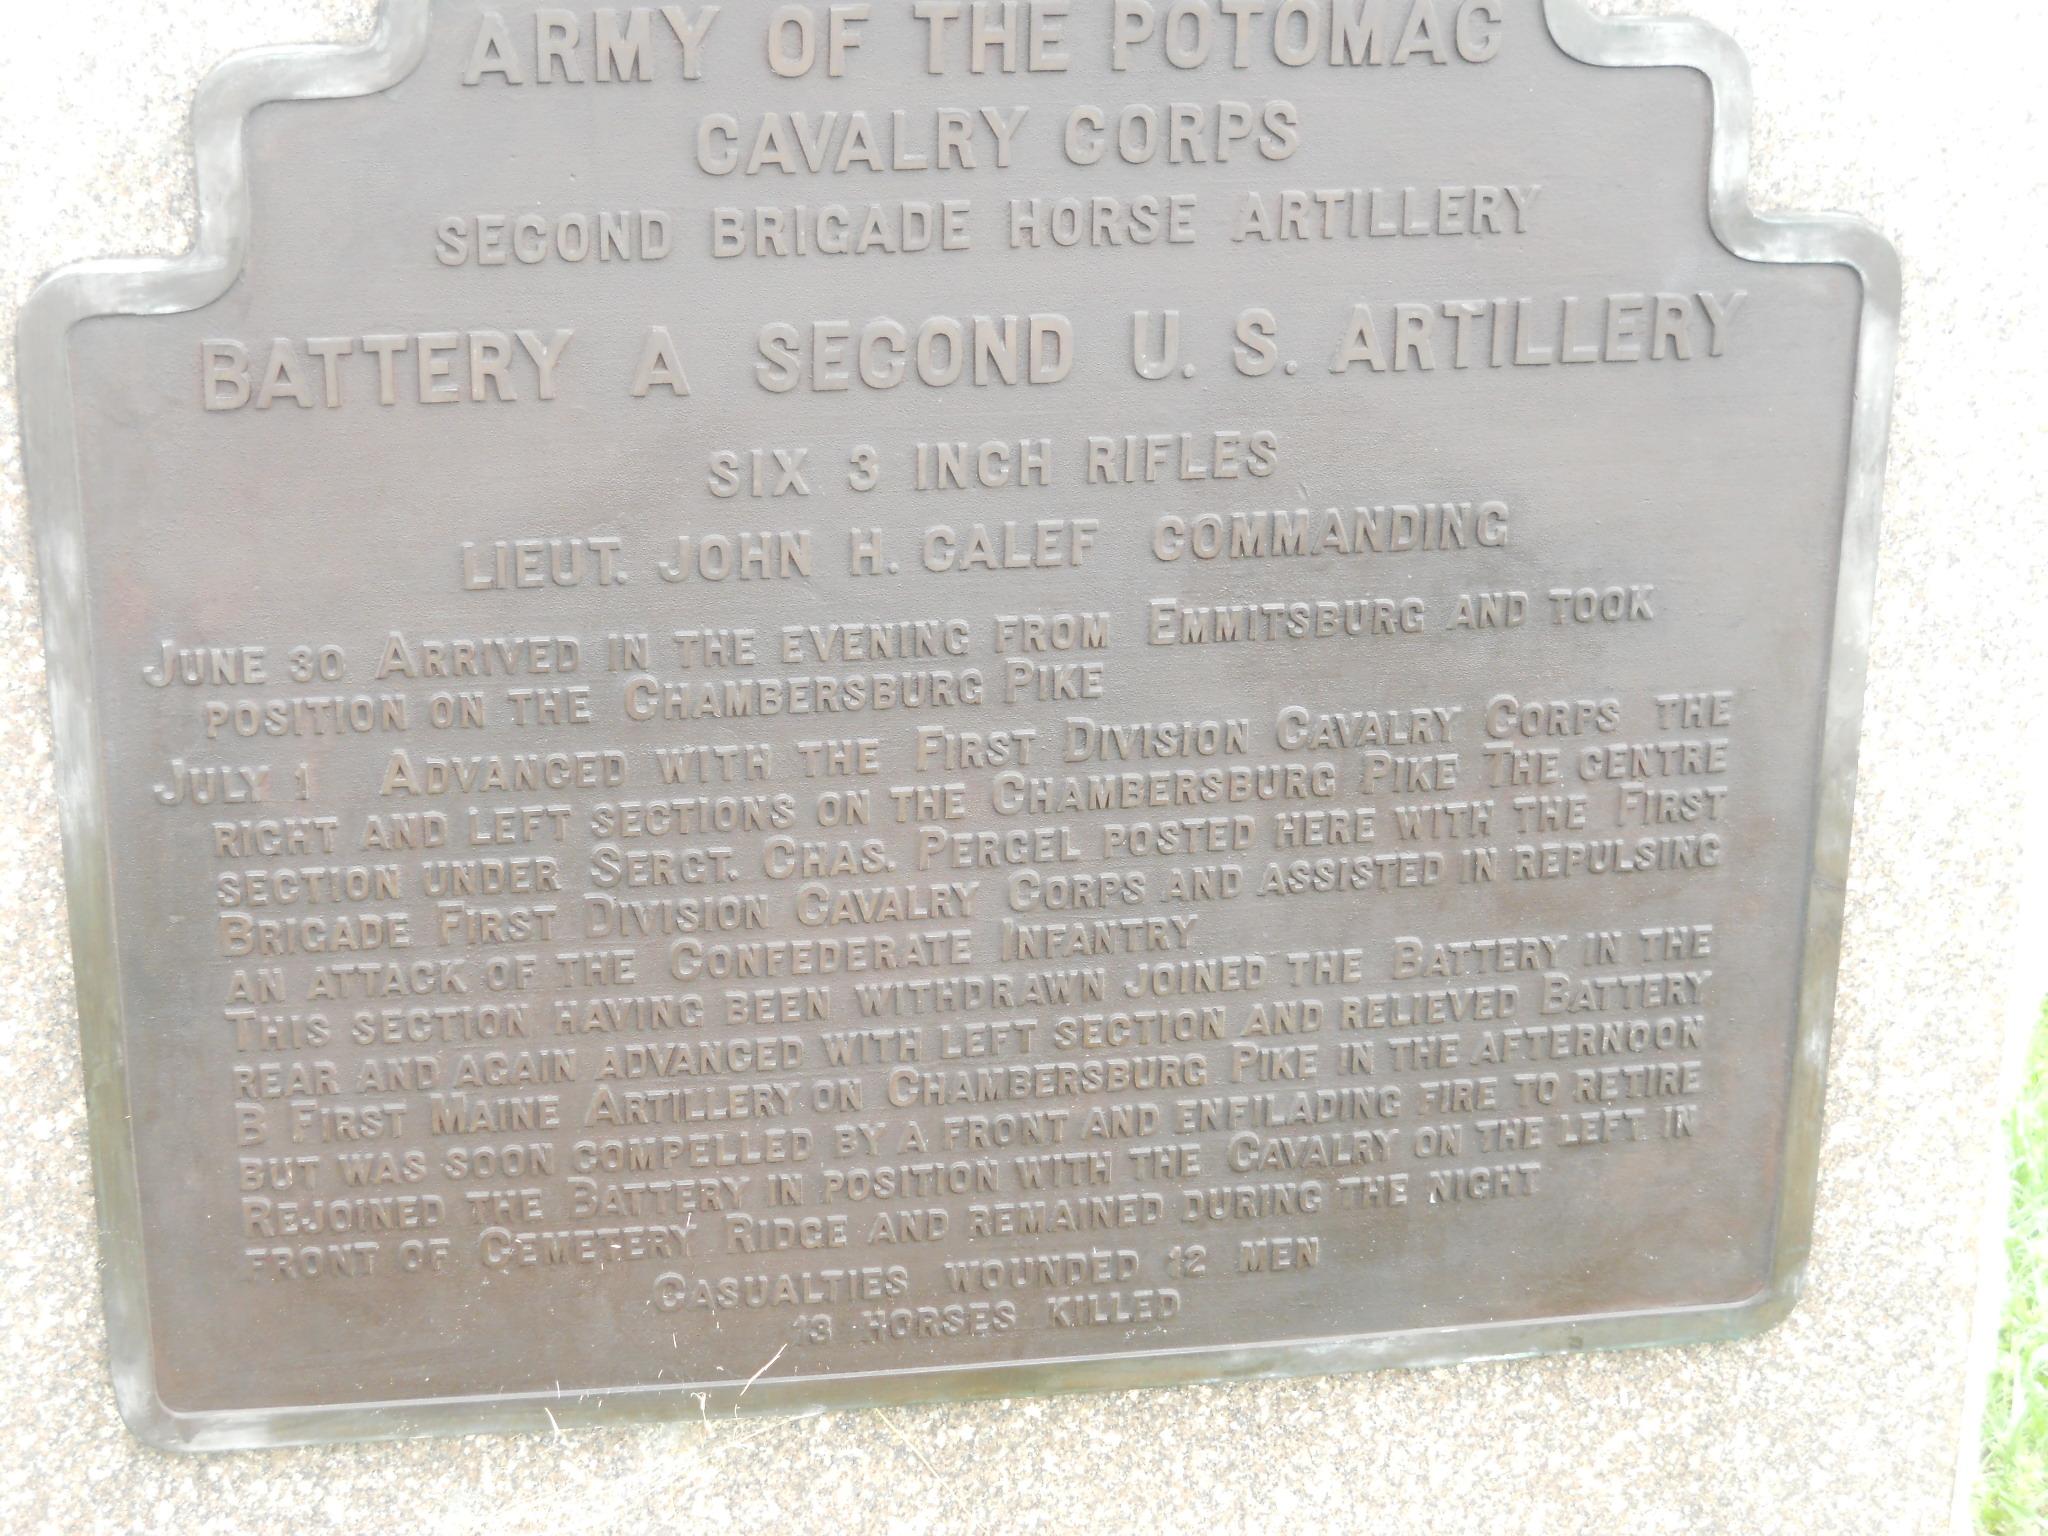 ARMY OF THE POTOMAC
CAVALRY CORPS
SECOND BRIGADE HORSE ARTILLERY
BATTERY A SECOND U. S. ARTILLERY
SIX 3 INCH RIFLES
LIEUT. JOHN H. CALEF COMMANDING
JUNE 30 ARRIVED IN THE EVENING FROM EMMITSBURG AND TOOK
POSITION ON THE CHAMBERSBURG PIKE
JULY 1 ADVANCED WITH THE FIRST DIVISION CAVALRY CORPS THE
RIGHT AND LEFT SECTIONS ON THE CHAMBERSBURG PIKE THE CENTRE
SECTION UNDER SERGT. CHAS. PERGEL POSTED HERE WITH THE FIRST
BRIGADE FIRST DIVISION CAVALRY CORPS AND ASSISTED IN REPULSING
AN ATTACK OF THE CONFEDERATE INFANTRY
THIS SECTION HAVING BEEN WITHDRAWN JOINED THE BATTERY IN THE
REAR AND AGAIN ADVANCED WITH LEFT SECTION AND RELIEVED BATTERY
B FIRST MAINE ARTILLERY ON CHAMBERSBURG PIKE IN THE AFTERNOON
BUT WAS SOON COMPELLED BY A FRONT AND ENFILADING FIRE TO RETIRE
REJOINED THE BATTERY IN POSITION WITH THE CAVALRY ON THE LEFT IN
FRONT OF CEMETERY RIDGE AND REMAINED DURING THE NIGHT
CASUALTIES WOUNDED 12 MEN
13 HORSES KILLED